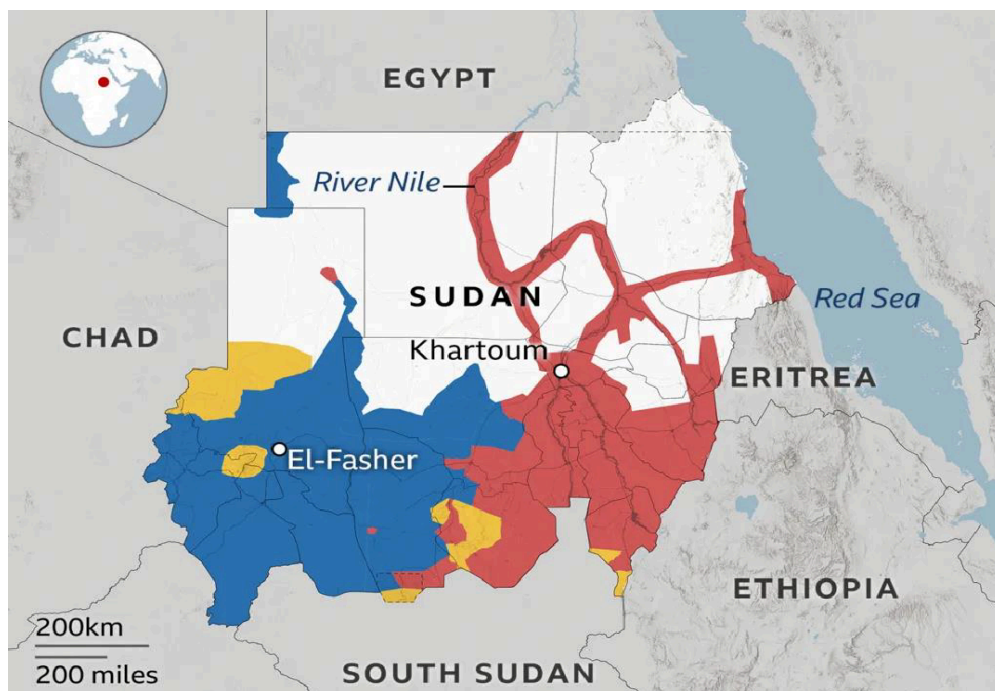 EGYPT
River Nile
SUDAN
Red Sea
CHAD
Khartoum
ERITREA
El-Fasher
ETHIOPIA
200km
200 miles
SOUTH SUDAN